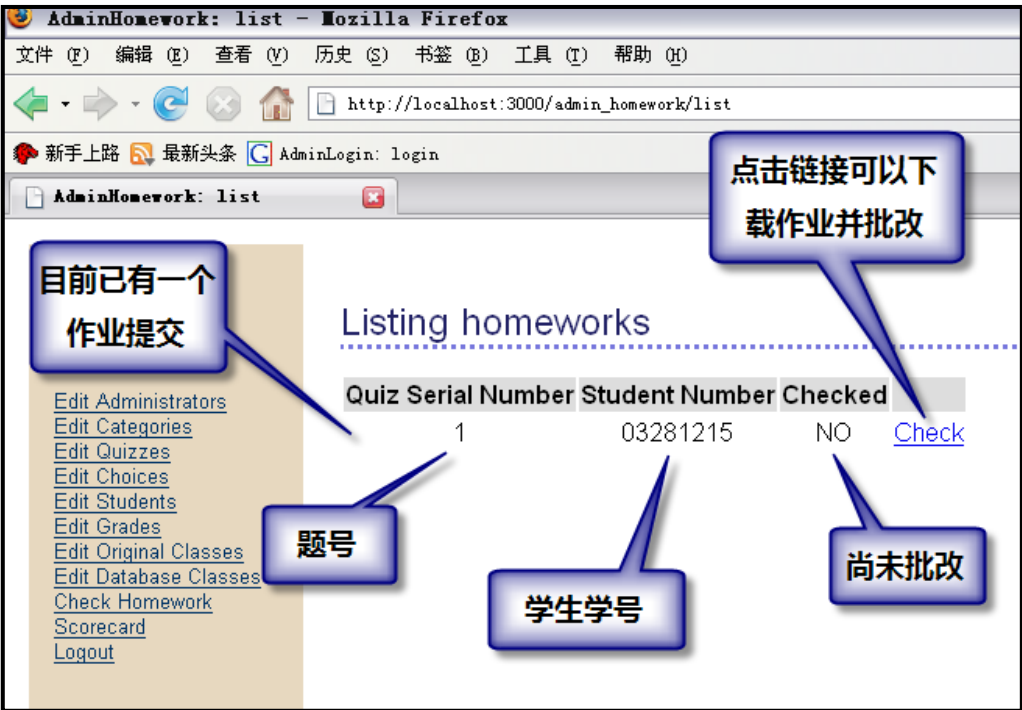 AdminHomework: list - Mozilla Firefox
文件 (F) 编辑 (E) 查看 (V) 历史 (S) 书签 (B) 工具 (T) 帮助 (H)
http://localhost:3000/admin_homework/list
新手上路 最新头条 G AdminLogin: login
AdminHomework: list
点击链接可以下
载作业并批改
目前已有一个
作业提交
Listing homeworks
Quiz Serial Number Student Number Checked
1 03281215 NO Check
Edit Administrators
Edit Categories
Edit Quizzes
Edit Choices
Edit Students
Edit Grades
Edit Original Classes
Edit Database Classes
Check Homework
Scorecard
Logout
题号
学生学号
尚未批改